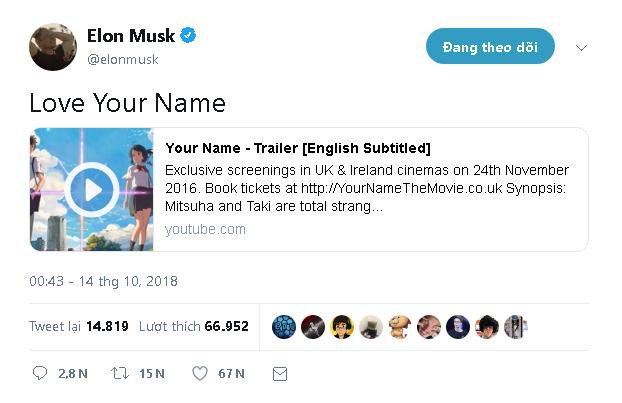 Elon Musk
@elonmusk
Đang theo dõi
Love Your Name
Your Name - Trailer [English Subtitled]
Exclusive screenings in UK & Ireland cinemas on 24th November
2016. Book tickets at http://YourNameTheMovie.co.uk Synopsis:
Mitsuha and Taki are total strang...
youtube.com
00:43 - 14 thg 10, 2018
Tweet lại 14.819 Lượt thích 66.952
2,8 N 15 N 67 N